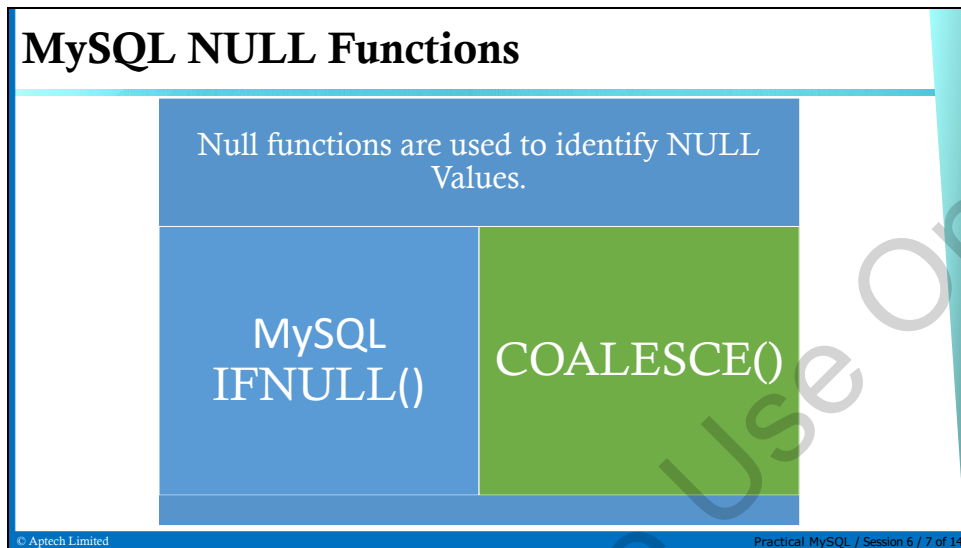 MySQL NULL Functions
Null functions are used to identify NULL
Values.
MySQL
IFNULL()
COALESCE()
Use
© Aptech Limited
Practical MySQL / Session 6 / 7 of 14